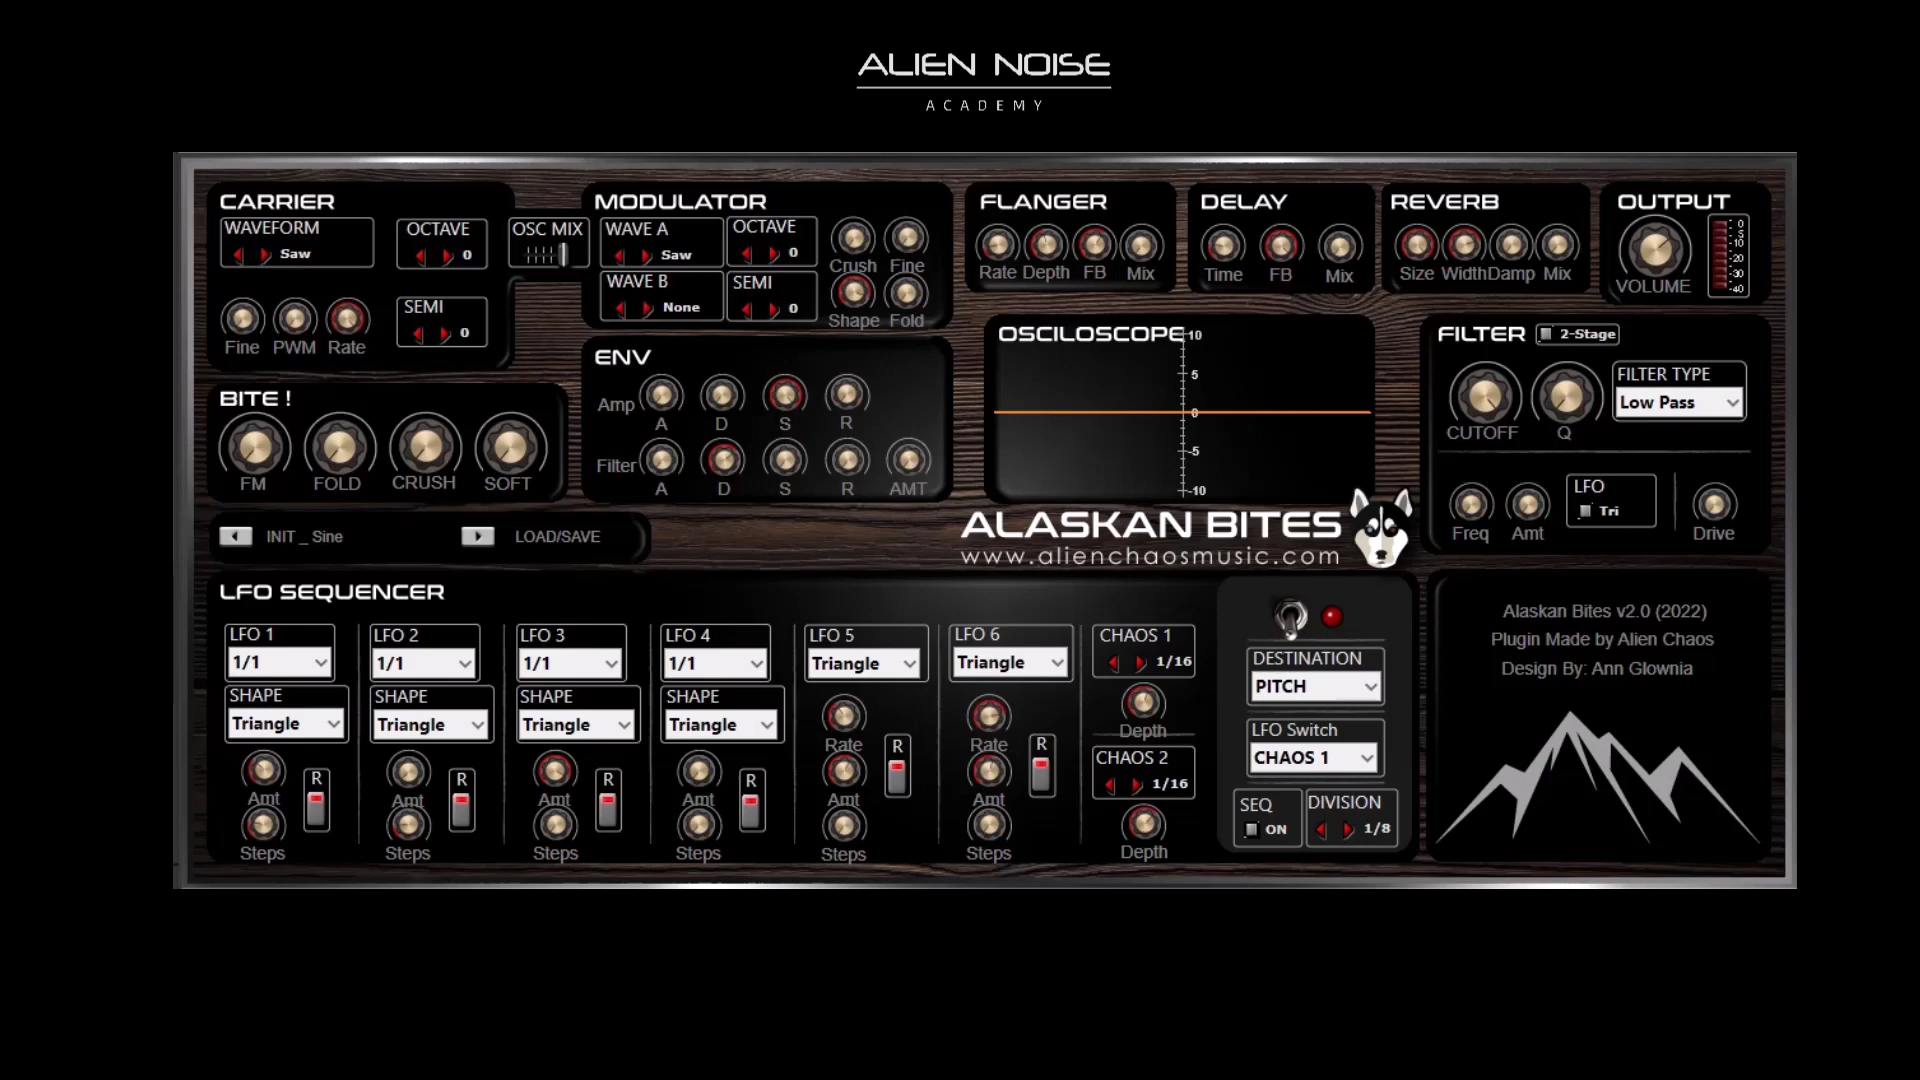 ALIEN NOISE
ACADEMY
CARRIER
WAVEFORM
Saw
OCTAVE
0
OSC MIX
Fine PWM Rate
SEMI
0
MODULATOR
WAVE A
Saw
OCTAVE
0
WAVE B
None
SEMI
0
Crush Fine
Shape Fold
FLANGER
Rate Depth FB Mix
DELAY
Time FB Mix
REVERB
Size Width Damp Mix
OUTPUT
VOLUME
0
5
-10
-20
-30
-40
BITE !
FM FOLD CRUSH SOFT
ENV
Amp
A D S R
Filter
A D S R AMT
OSCILOSCOPE
10
5
0
-5
-10
FILTER
2-Stage
CUTOFF Q
FILTER TYPE
Low Pass
Freq Amt
LFO
Tri
Drive
INIT _ Sine
LOAD/SAVE
ALASKAN BITES
www.alienchaosmusic.com
LFO SEQUENCER
LFO 1
1/1
SHAPE
Triangle
Amt
R
Steps
LFO 2
1/1
SHAPE
Triangle
Amt
R
Steps
LFO 3
1/1
SHAPE
Triangle
Amt
R
Steps
LFO 4
1/1
SHAPE
Triangle
Amt
R
Steps
LFO 5
Triangle
Rate
R
Amt
Steps
LFO 6
Triangle
Rate
R
Amt
Steps
CHAOS 1
1/16
Depth
CHAOS 2
1/16
Depth
DESTINATION
PITCH
LFO Switch
CHAOS 1
SEQ
ON
DIVISION
1/8
Alaskan Bites v2.0 (2022)
Plugin Made by Alien Chaos
Design By: Ann Glownia